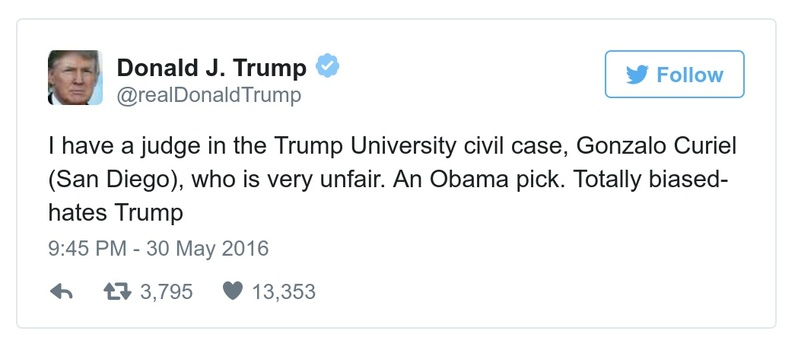 Donald J. Trump
@realDonaldTrump
Follow
I have a judge in the Trump University civil case, Gonzalo Curiel
(San Diego), who is very unfair. An Obama pick. Totally biased-
hates Trump
9:45 PM - 30 May 2016
3,795 13,353